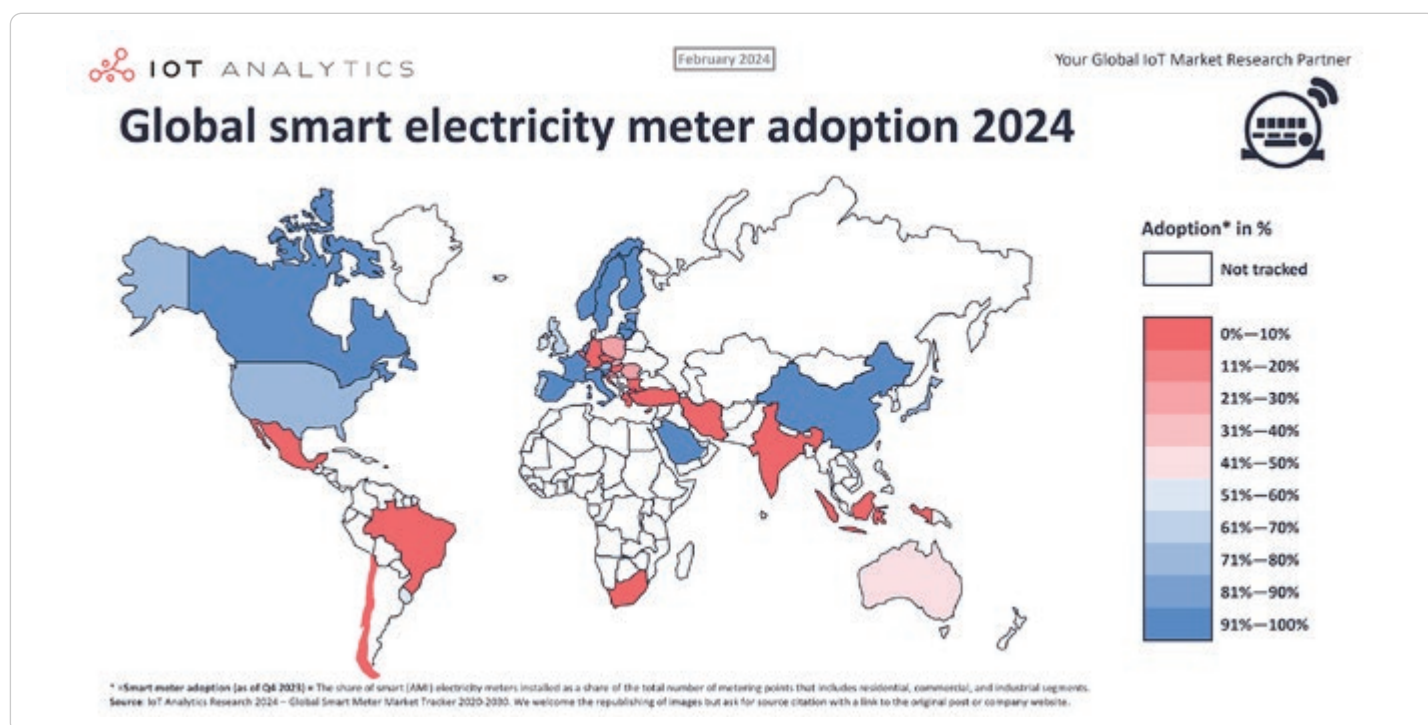 IOT ANALYTICS
February 2024
Your Global IoT Market Research Partner
Global smart electricity meter adoption 2024
Adoption* in %
Not tracked
0%—10%
11%—20%
21%—30%
31%—40%
41%—50%
51%—60%
61%—70%
71%—80%
81%—90%
91%—100%
* =Smart meter adoption (as of Q4 2023) = The share of smart (AMI) electricity meters installed as a share of the total number of metering points that includes residential, commercial, and industrial segments.
Source: IoT Analytics Research 2024 – Global Smart Meter Market Tracker 2020-2030. We welcome the republishing of images but ask for source citation with a link to the original post or company website.